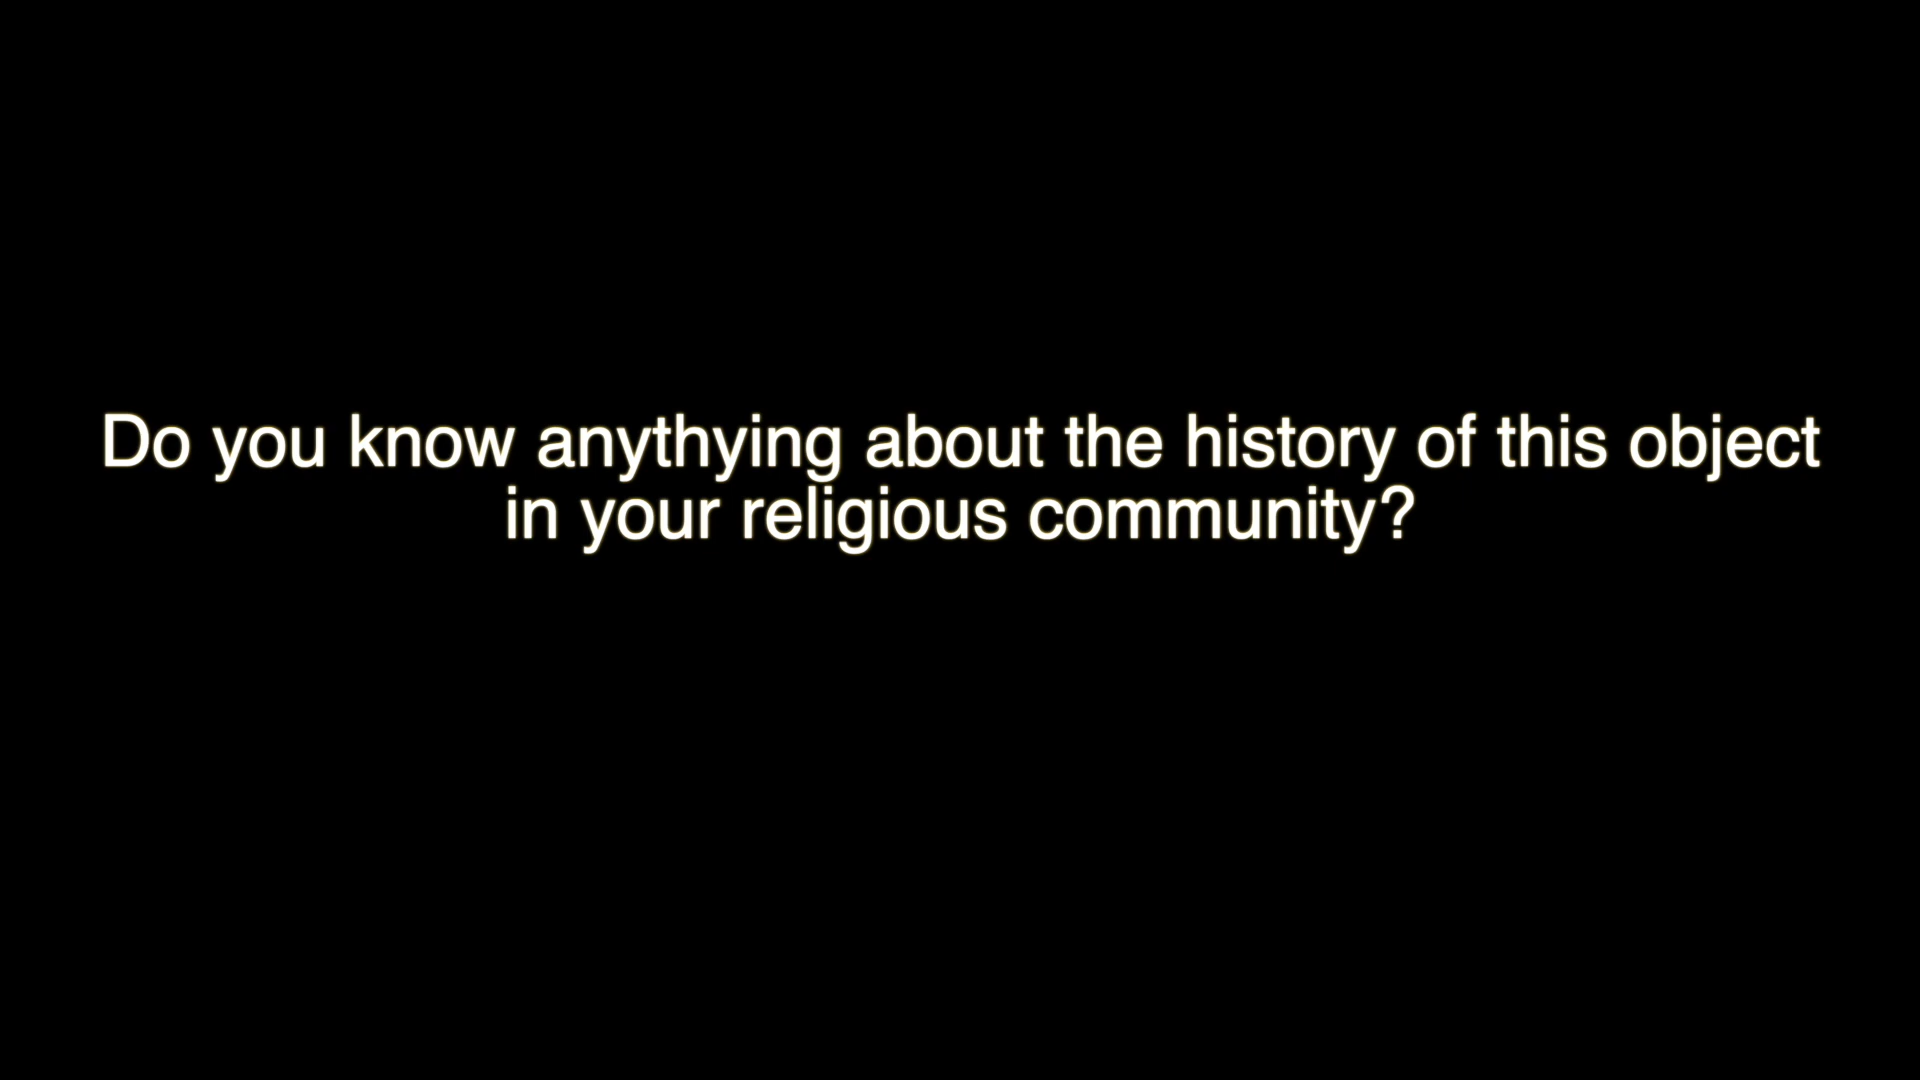 Do you know anythying about the history of this object
in your religious community?